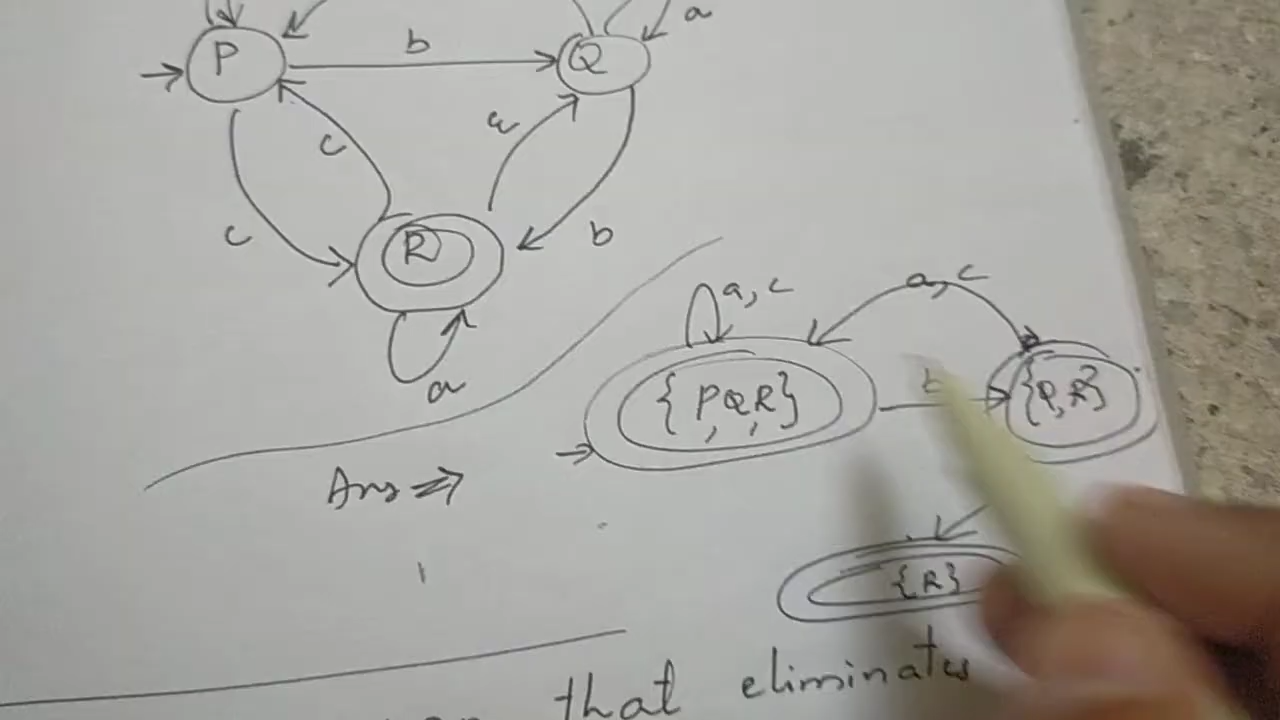 a
P
b
Q
c
ε
c
R
b
a
a, c
a, c
{P,Q,R}
b
{Q,R}
Ans ⇒
{R}
that eliminates